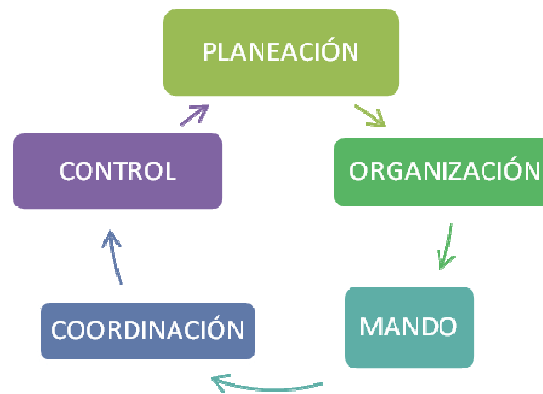 PLANEACIÓN
ORGANIZACIÓN
MANDO
COORDINACIÓN
CONTROL